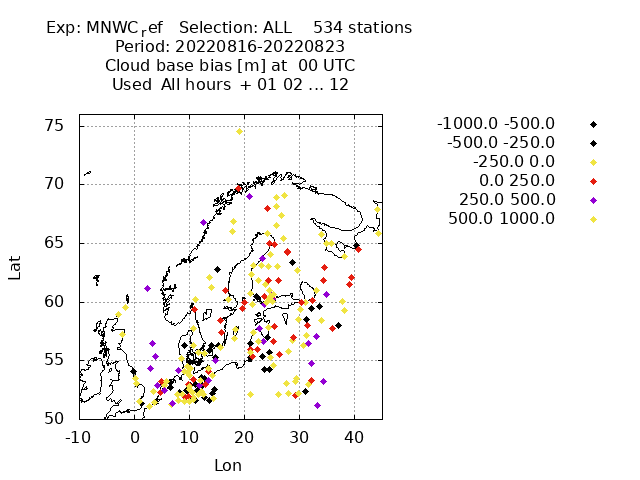 Exp: MNWCref   Selection: ALL    534 stations
Period: 20220816-20220823
Cloud base bias [m] at  00 UTC
Used  All hours  + 01 02 ... 12
-1000.0 -500.0
-500.0 -250.0
-250.0 0.0
0.0 250.0
250.0 500.0
500.0 1000.0
75
70
65
60
55
50
Lat
-10 0 10 20 30 40
Lon